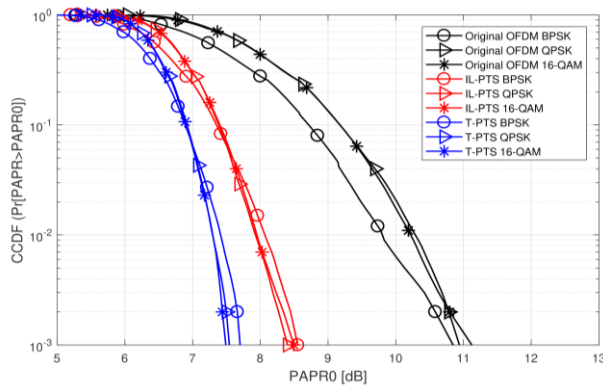 10⁰
10⁻¹
10⁻²
10⁻³
CCDF (Pr[PAPR>PAPR0])
Original OFDM BPSK
Original OFDM QPSK
Original OFDM 16-QAM
IL-PTS BPSK
IL-PTS QPSK
IL-PTS 16-QAM
T-PTS BPSK
T-PTS QPSK
T-PTS 16-QAM
5 6 7 8 9 10 11 12 13
PAPR0 [dB]